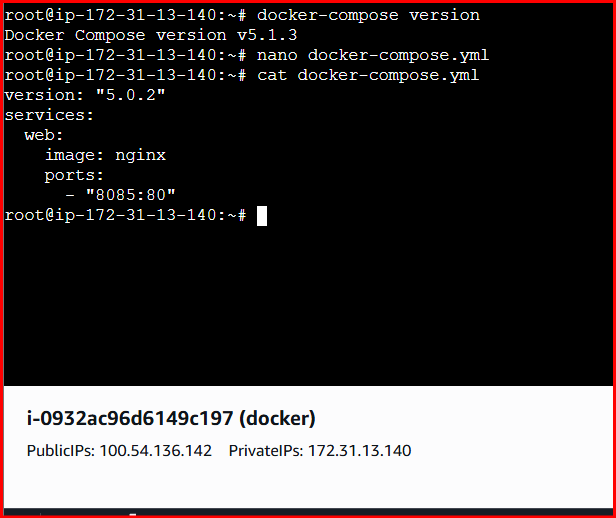 root@ip-172-31-13-140:~# docker-compose version
Docker Compose version v5.1.3
root@ip-172-31-13-140:~# nano docker-compose.yml
root@ip-172-31-13-140:~# cat docker-compose.yml
version: "5.0.2"
services:
  web:
    image: nginx
    ports:
      - "8085:80"
root@ip-172-31-13-140:~#
i-0932ac96d6149c197 (docker)
PublicIPs: 100.54.136.142 PrivateIPs: 172.31.13.140